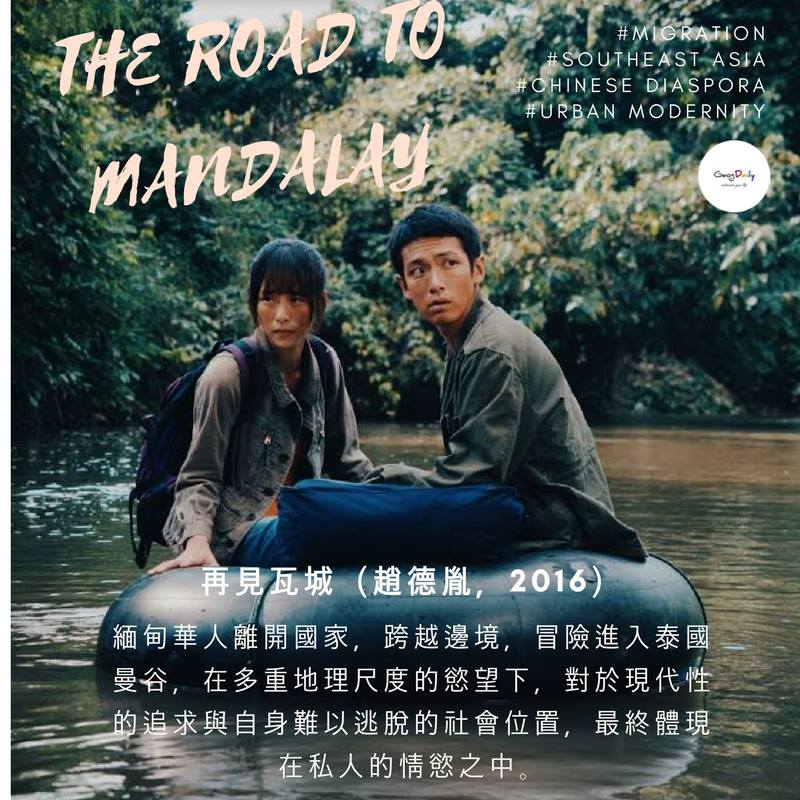 THE ROAD TO
MANDALAY
#MIGRATION
#SOUTHEAST ASIA
#CHINESE DIASPORA
#URBAN MODERNITY
GeogDaily
再見瓦城（趙德胤，2016）
緬甸華人離開國家，跨越邊境，冒險進入泰國
曼谷，在多重地理尺度的慾望下，對於現代性
的追求與自身難以逃脫的社會位置，最終體現
在私人的情慾之中。